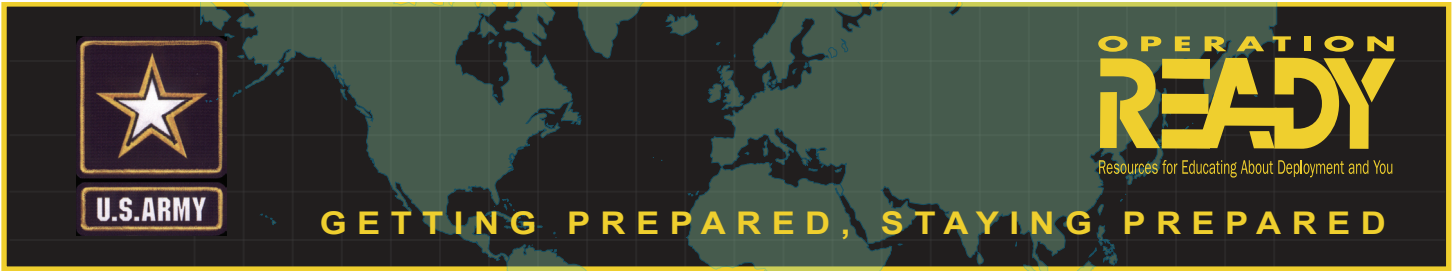 OPERATION
READY
Resources for Educating About Deployment and You
U.S.ARMY
GETTING PREPARED, STAYING PREPARED